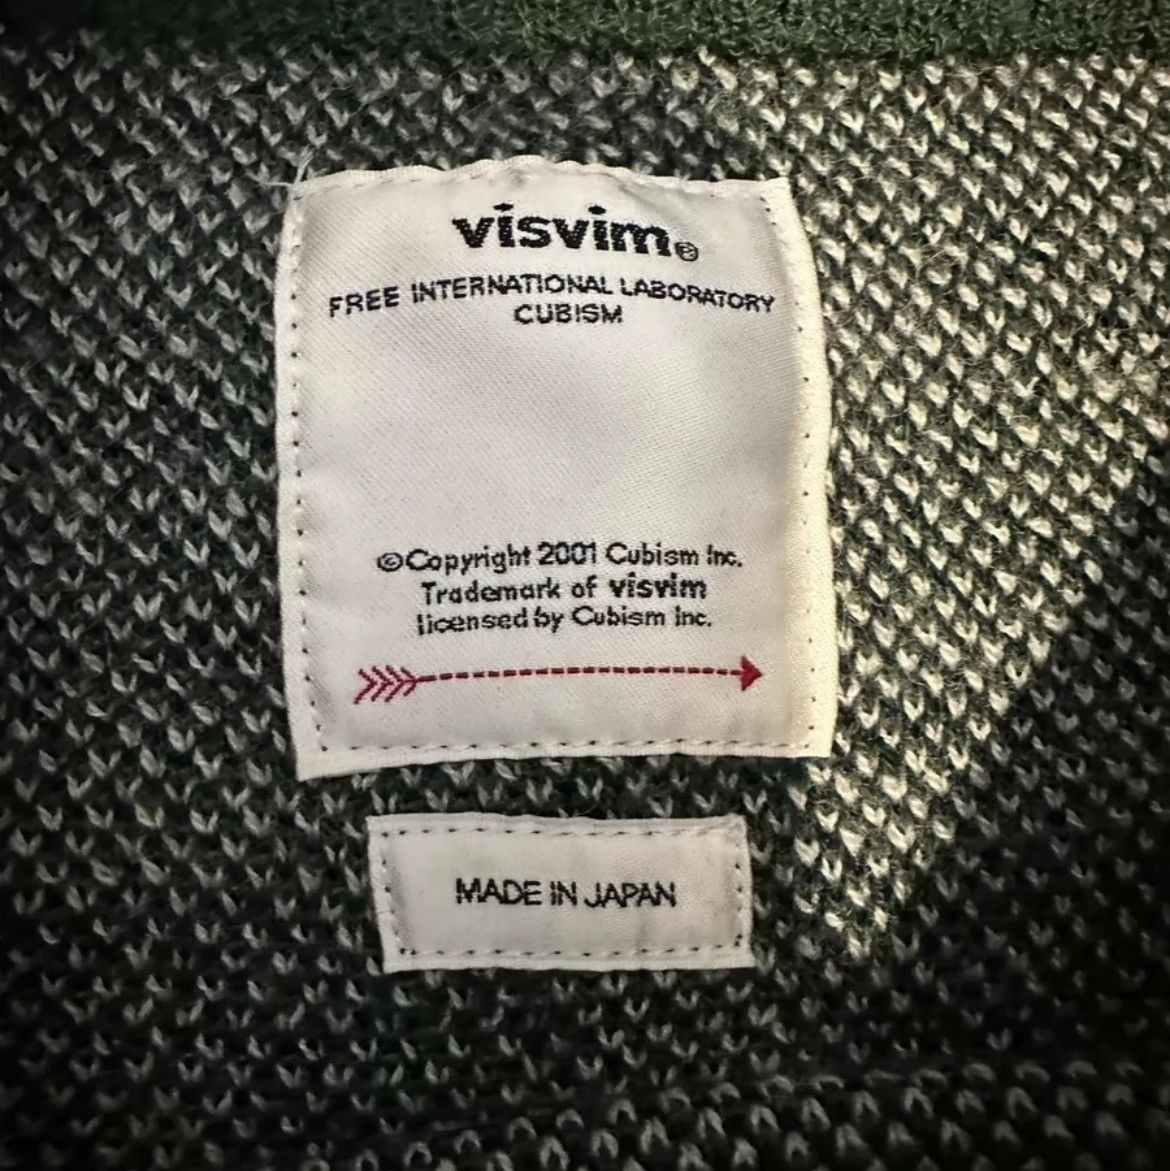 visvim®
FREE INTERNATIONAL LABORATORY
CUBISM
©Copyright 2001 Cubism Inc.
Trademark of visvim
licensed by Cubism Inc.
MADE IN JAPAN